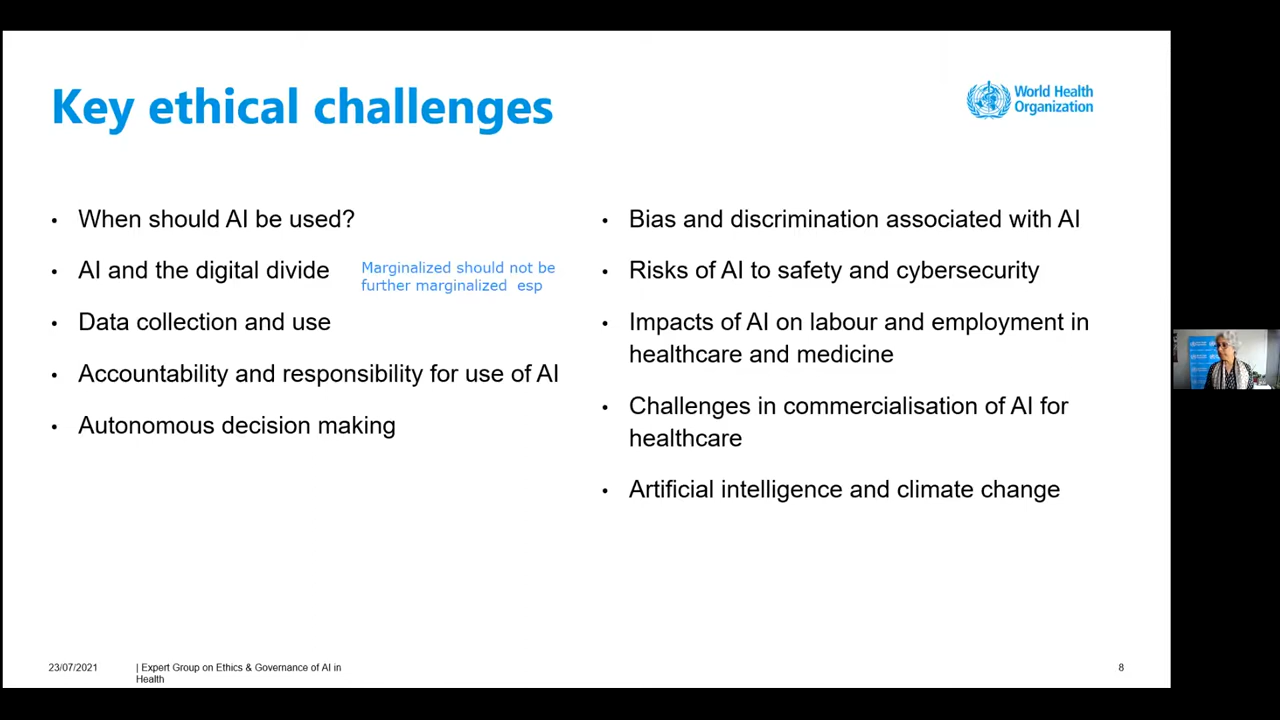 Key ethical challenges
World Health
Organization
When should AI be used?
AI and the digital divide
Marginalized should not be
further marginalized esp
Data collection and use
Accountability and responsibility for use of AI
Autonomous decision making
Bias and discrimination associated with AI
Risks of AI to safety and cybersecurity
Impacts of AI on labour and employment in
healthcare and medicine
Challenges in commercialisation of AI for
healthcare
Artificial intelligence and climate change
23/07/2021
| Expert Group on Ethics & Governance of AI in
Health
8